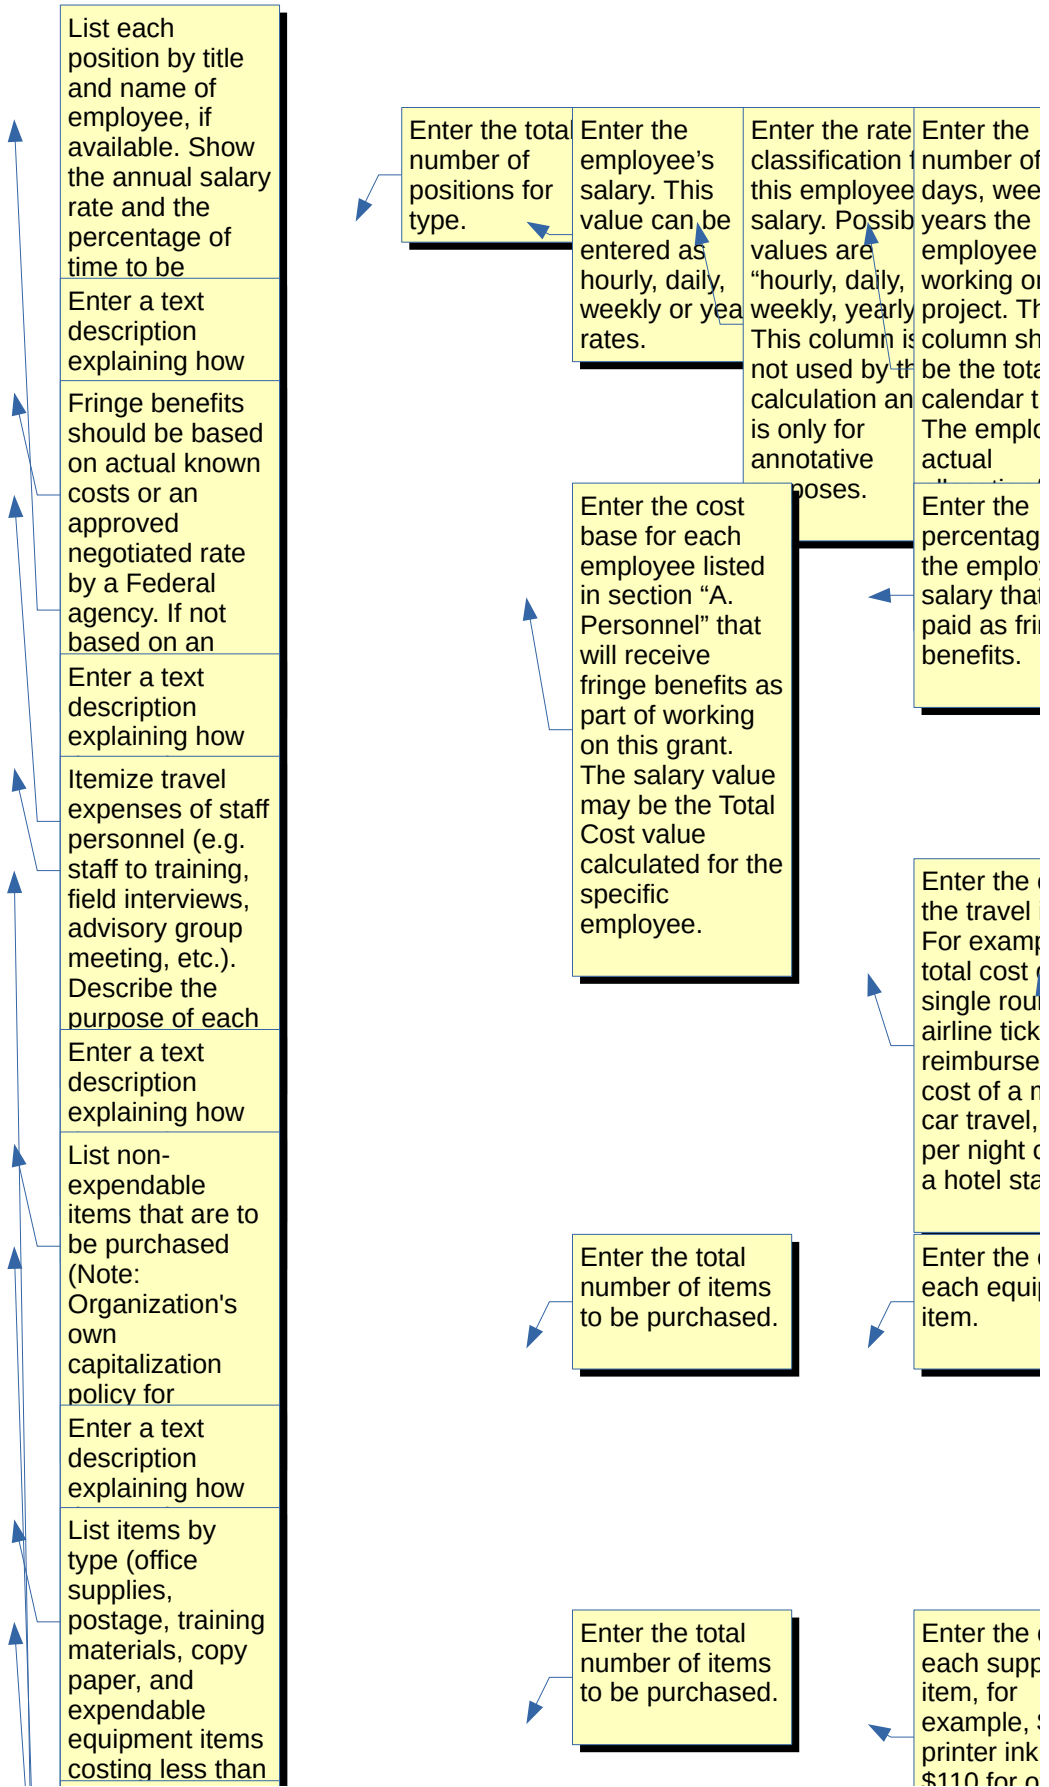 List each
position by title
and name of
employee, if
available. Show
the annual salary
rate and the
percentage of
time to be
Enter a text
description
explaining how
Fringe benefits
should be based
on actual known
costs or an
approved
negotiated rate
by a Federal
agency. If not
based on an
Enter a text
description
explaining how
Itemize travel
expenses of staff
personnel (e.g.
staff to training,
field interviews,
advisory group
meeting, etc.).
Describe the
purpose of each
Enter a text
description
explaining how
List non-
expendable
items that are to
be purchased
(Note:
Organization's
own
capitalization
policy for
Enter a text
description
explaining how
List items by
type (office
supplies,
postage, training
materials, copy
paper, and
expendable
equipment items
costing less than
Enter the total
number of
positions for
type.
Enter the
employee’s
salary. This
value can be
entered as
hourly, daily,
weekly or yea
rates.
Enter the rate
classification
this employee
salary. Possib
values are
“hourly, daily,
weekly, yearly
This column is
not used by th
calculation an
is only for
annotative
poses.
Enter the
number of
days, wee
years the
employee
working or
project. Th
column sh
be the tota
calendar t
The emplo
actual
Enter the cost
base for each
employee listed
in section “A.
Personnel” that
will receive
fringe benefits as
part of working
on this grant.
The salary value
may be the Total
Cost value
calculated for the
specific
employee.
Enter the
percentag
the employ
salary that
paid as frin
benefits.
Enter the
the travel i
For examp
total cost
single rou
airline tick
reimburse
cost of a m
car travel,
per night
a hotel sta
Enter the total
number of items
to be purchased.
Enter the
each equip
item.
Enter the total
number of items
to be purchased.
Enter the
each supp
item, for
example,
printer ink
$110 for